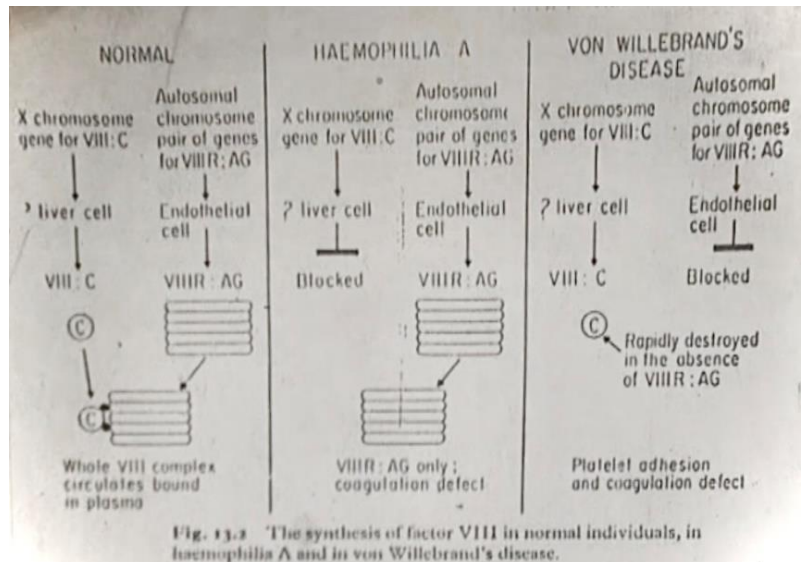 NORMAL
X chromosome
gene for VIII:C
Autosomal
chromosome
pair of genes
for VIIIR:AG
? liver cell
Endothelial
cell
VIII:C
VIIIR:AG
C
C
Whole VIII complex
circulates bound
in plasma
HAEMOPHILIA A
X chromosome
gene for VIII:C
Autosomal
chromosome
pair of genes
for VIIIR:AG
? liver cell
Endothelial
cell
Blocked
VIIIR:AG
VIIIR:AG only;
coagulation defect
VON WILLEBRAND'S
DISEASE
X chromosome
gene for VIII:C
Autosomal
chromosome
pair of genes
for VIIIR:AG
? liver cell
Endothelial
cell
VIII:C
Blocked
C
Rapidly destroyed
in the absence
of VIIIR:AG
Platelet adhesion
and coagulation defect
Fig. 13.2 The synthesis of factor VIII in normal individuals, in
haemophilia A and in von Willebrand's disease.